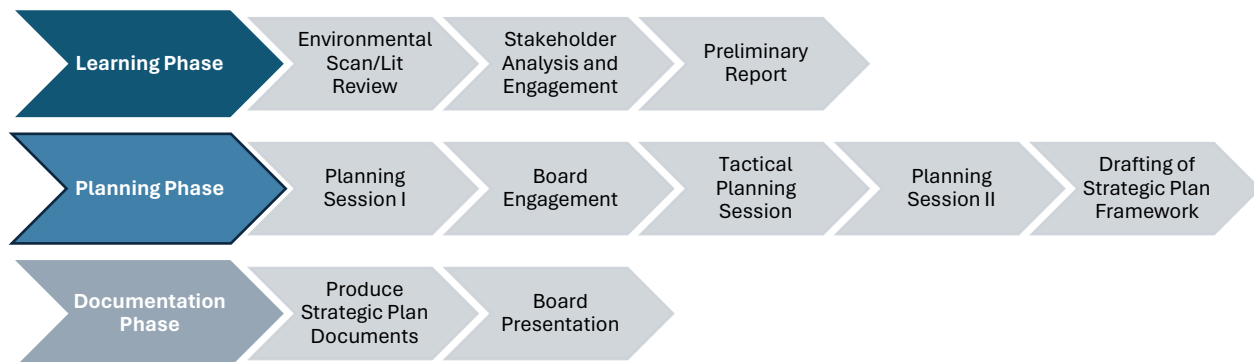 Learning Phase
Environmental
Scan/Lit
Review
Stakeholder
Analysis and
Engagement
Preliminary
Report
Planning Phase
Planning
Session I
Board
Engagement
Tactical
Planning
Session
Planning
Session II
Drafting of
Strategic Plan
Framework
Documentation
Phase
Produce
Strategic Plan
Documents
Board
Presentation